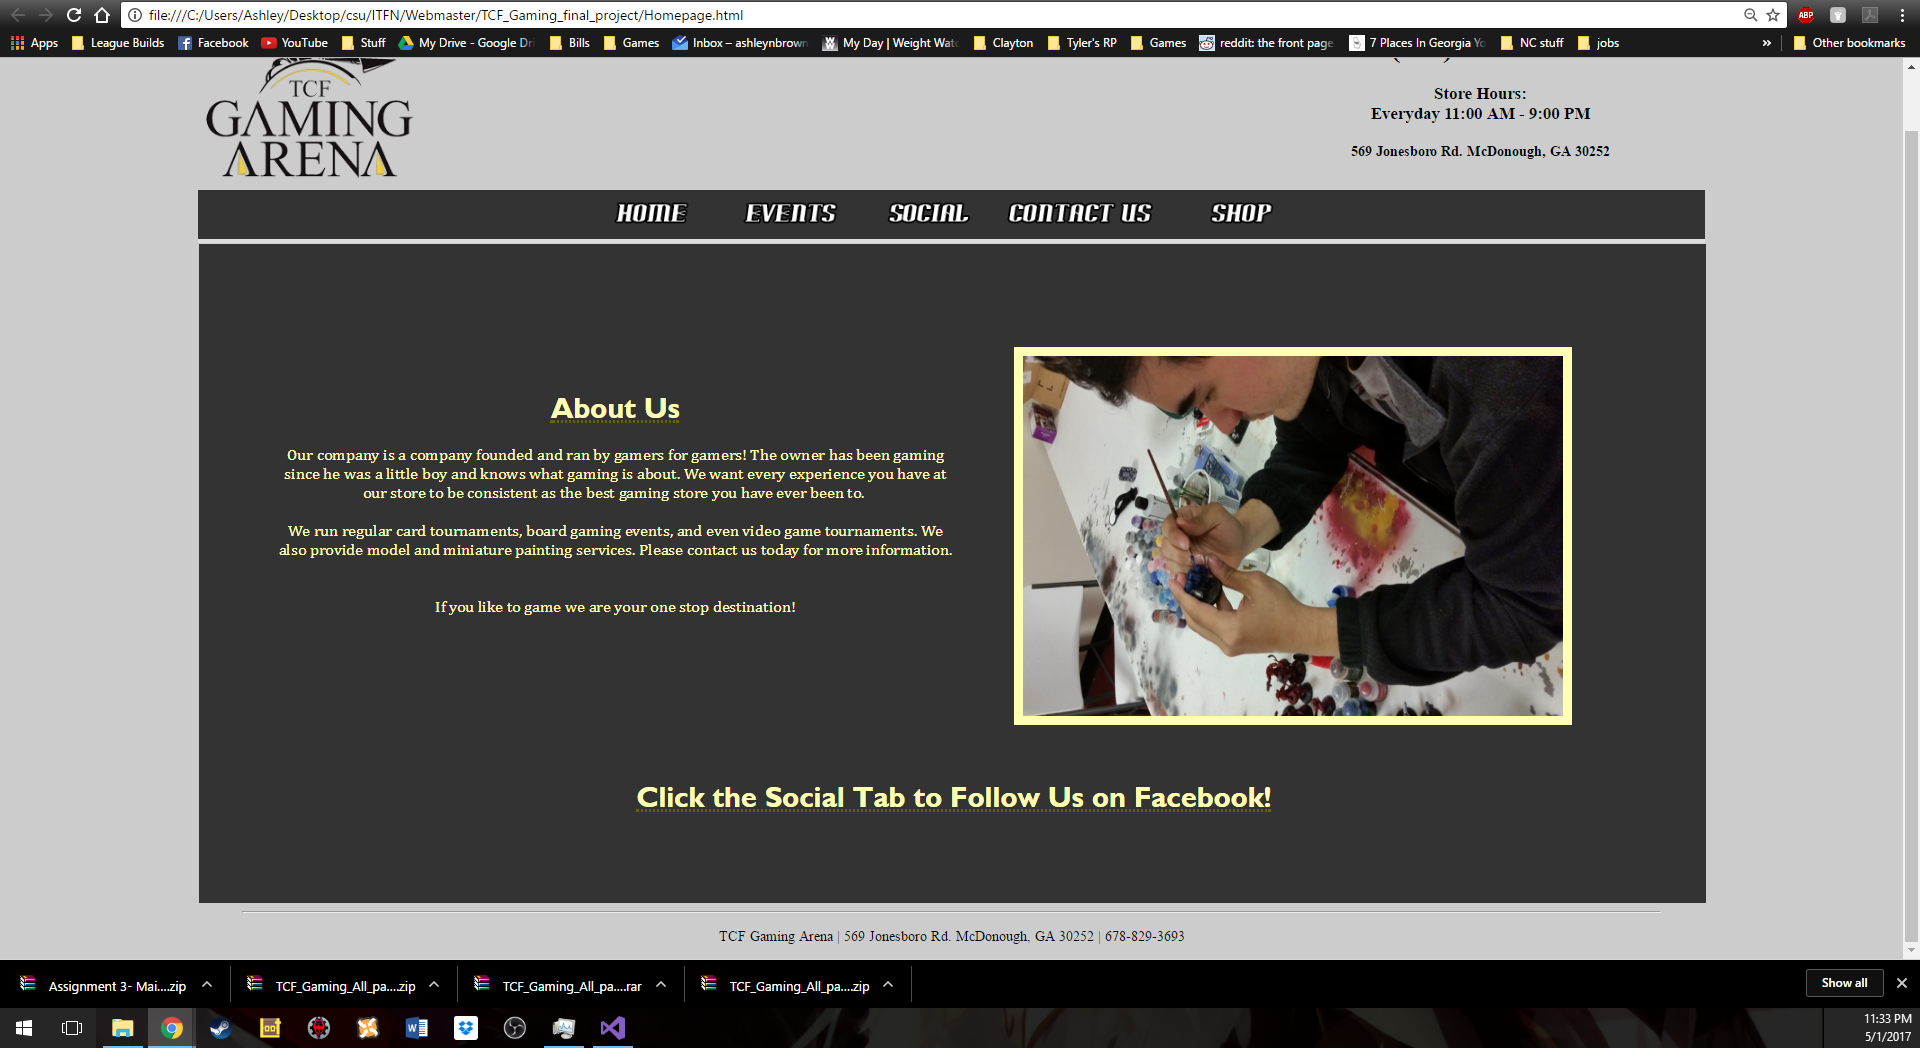 file:///C:/Users/Ashley/Desktop/csu/ITFN/Webmaster/TCF_Gaming_final_project/Homepage.html
ABP
Apps
League Builds
Facebook
YouTube
Stuff
My Drive - Google Dr
Bills
Games
Inbox – ashleynbrown
My Day | Weight Wat
Clayton
Tyler's RP
Games
reddit: the front page
7 Places In Georgia Yo
NC stuff
jobs
»
Other bookmarks
TCF
GAMING
ARENA
Store Hours:
Everyday 11:00 AM - 9:00 PM
569 Jonesboro Rd. McDonough, GA 30252
HOME
EVENTS
SOCIAL
CONTACT US
SHOP
About Us
Our company is a company founded and ran by gamers for gamers! The owner has been gaming
since he was a little boy and knows what gaming is about. We want every experience you have at
our store to be consistent as the best gaming store you have ever been to.
We run regular card tournaments, board gaming events, and even video game tournaments. We
also provide model and miniature painting services. Please contact us today for more information.
If you like to game we are your one stop destination!
Click the Social Tab to Follow Us on Facebook!
TCF Gaming Arena | 569 Jonesboro Rd. McDonough, GA 30252 | 678-829-3693
Assignment 3- Mai....zip
TCF_Gaming_All_pa....zip
TCF_Gaming_All_pa....rar
TCF_Gaming_All_pa....zip
Show all
11:33 PM
5/1/2017